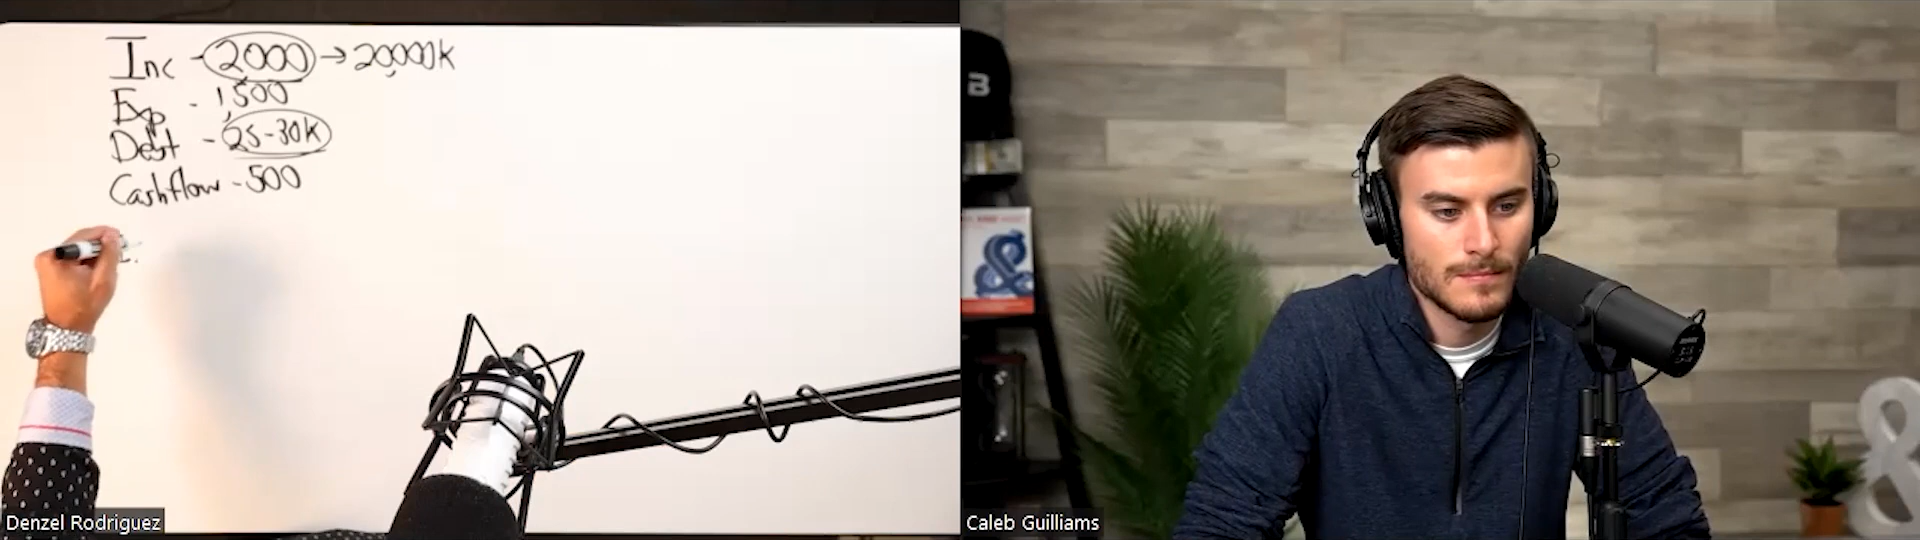 Inc - 2000 → 20,000k
Exp - 1,500
Debt - 25-30k
Cashflow - 500
B
&
&
Denzel Rodriguez
Caleb Guilliams